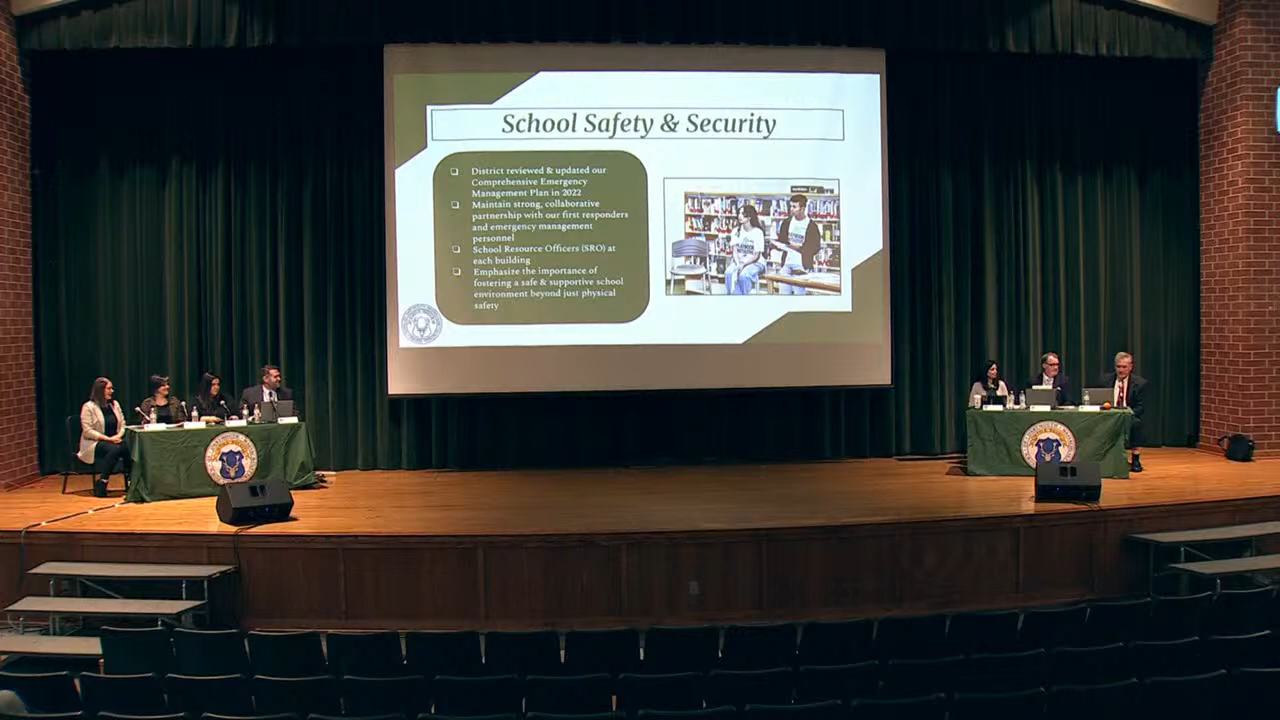 School Safety & Security
❏ District reviewed & updated our
Comprehensive Emergency
Management Plan in 2022
❏ Maintain strong, collaborative
partnership with our first responders
and emergency management
personnel
❏ School Resource Officers (SRO) at
each building
❏ Emphasize the importance of
fostering a safe & supportive school
environment beyond just physical
safety